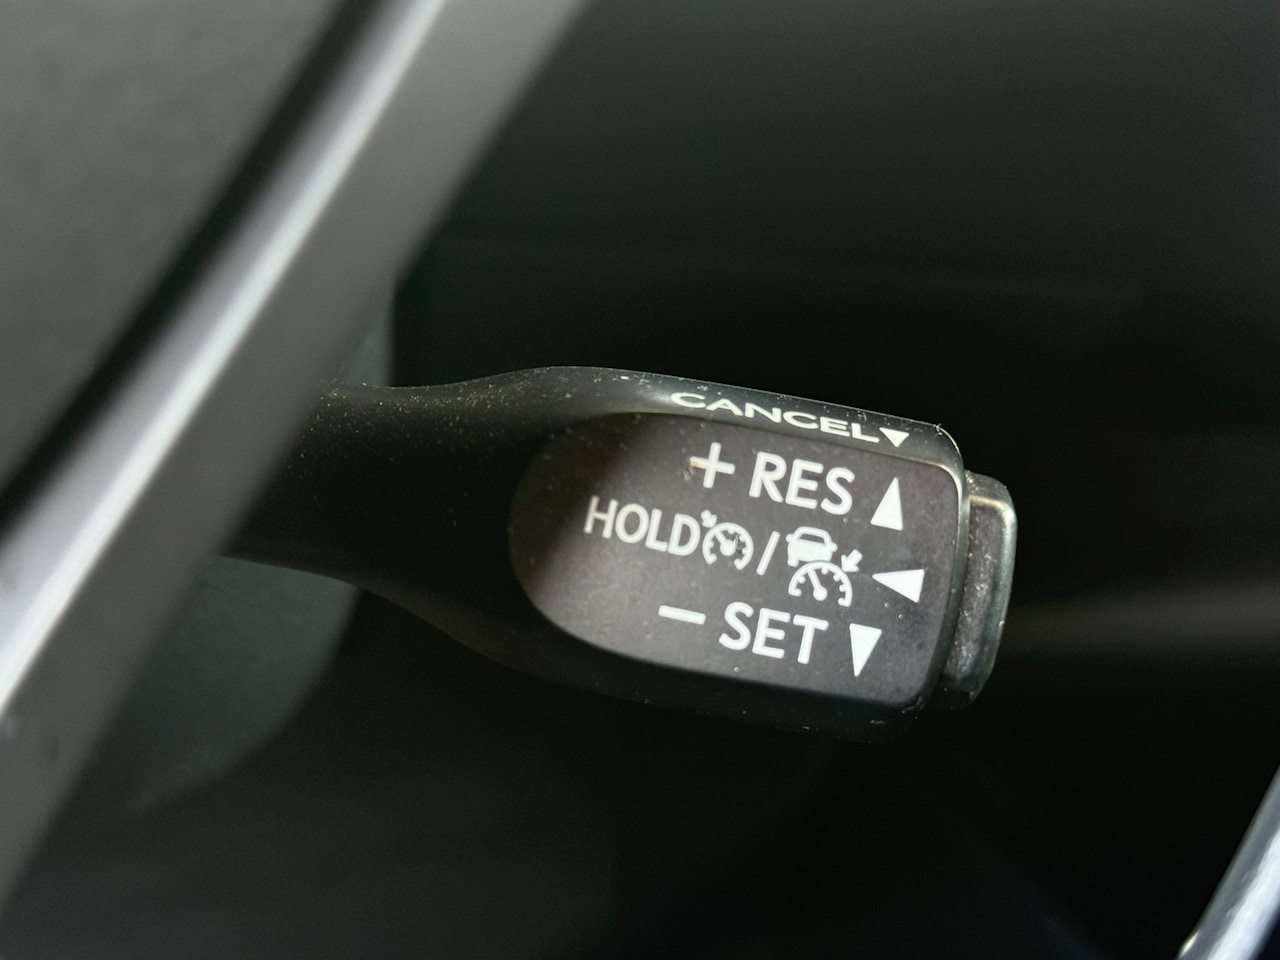 CANCEL▼
+ RES ▲
HOLD / ◀
− SET ▼